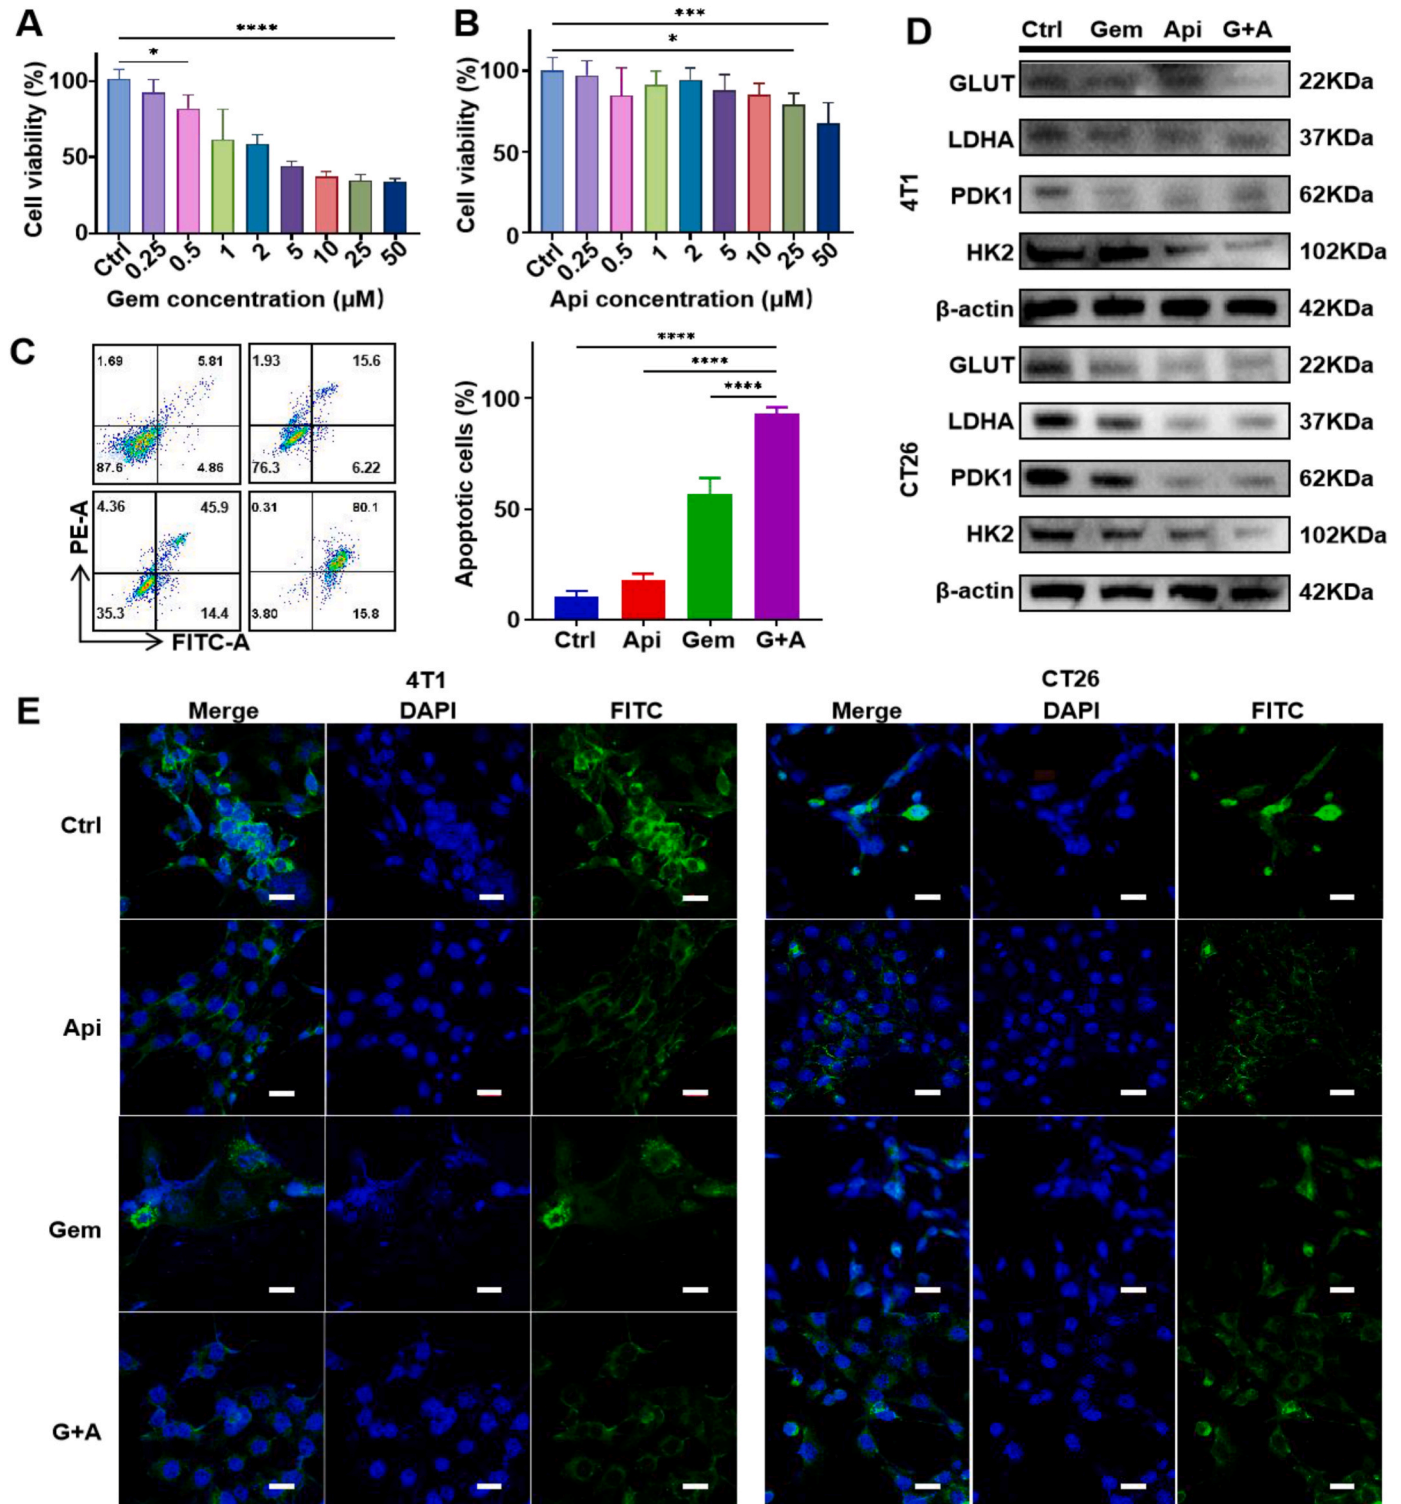 A
****
*
Cell viability (%)
100
50
0
Ctrl 0.25 0.5 1 2 5 10 25 50
Gem concentration (μM)
B
***
*
Cell viability (%)
100
50
0
Ctrl 0.25 0.5 1 2 5 10 25 50
Api concentration (μM)
C
1.69 5.81
87.6 4.86
1.93 15.6
76.3 6.22
4.36 45.9
35.3 14.4
0.31 80.1
3.80 15.8
PE-A
FITC-A
****
****
****
Apoptotic cells (%)
100
50
0
Ctrl Api Gem G+A
D
Ctrl Gem Api G+A
4T1
GLUT 22KDa
LDHA 37KDa
PDK1 62KDa
HK2 102KDa
β-actin 42KDa
CT26
GLUT 22KDa
LDHA 37KDa
PDK1 62KDa
HK2 102KDa
β-actin 42KDa
E
4T1 CT26
Merge DAPI FITC Merge DAPI FITC
Ctrl
Api
Gem
G+A